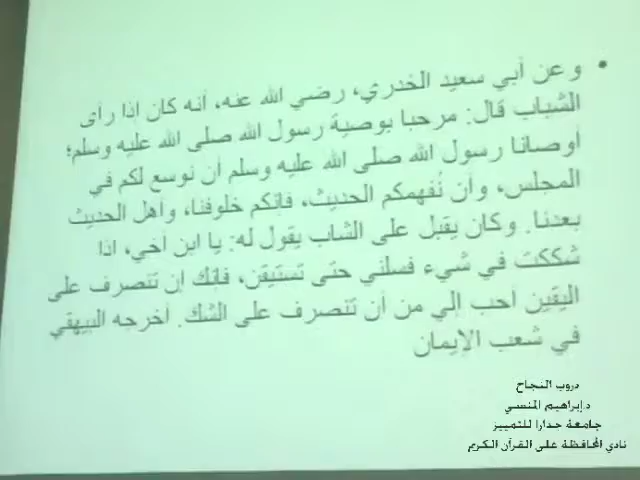 • وعن أبي سعيد الخدري، رضي الله عنه، أنه كان إذا رأى
الشباب قال: مرحبا بوصية رسول الله صلى الله عليه وسلم؛
أوصانا رسول الله صلى الله عليه وسلم أن نوسع لكم في
المجلس، وأن نُفهمكم الحديث، فإنكم خلوفنا، وأهل الحديث
بعدنا. وكان يقبل على الشاب يقول له: يا ابن أخي، إذا
شككت في شيء فسلني حتى تستيقن، فإنك إن تنصرف على
اليقين أحب إلي من أن تنصرف على الشك. أخرجه البيهقي
في شعب الإيمان
دروب النجاح
د.إبراهيم المنسي
جامعة جدارا للتمييز
نادي المحافظة على القرآن الكريم